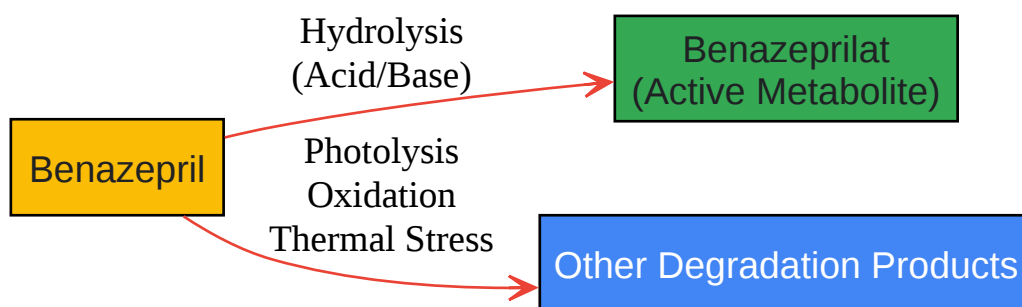 Hydrolysis
(Acid/Base)
Benazeprilat
(Active Metabolite)
Benazepril
Photolysis
Oxidation
Thermal Stress
Other Degradation Products